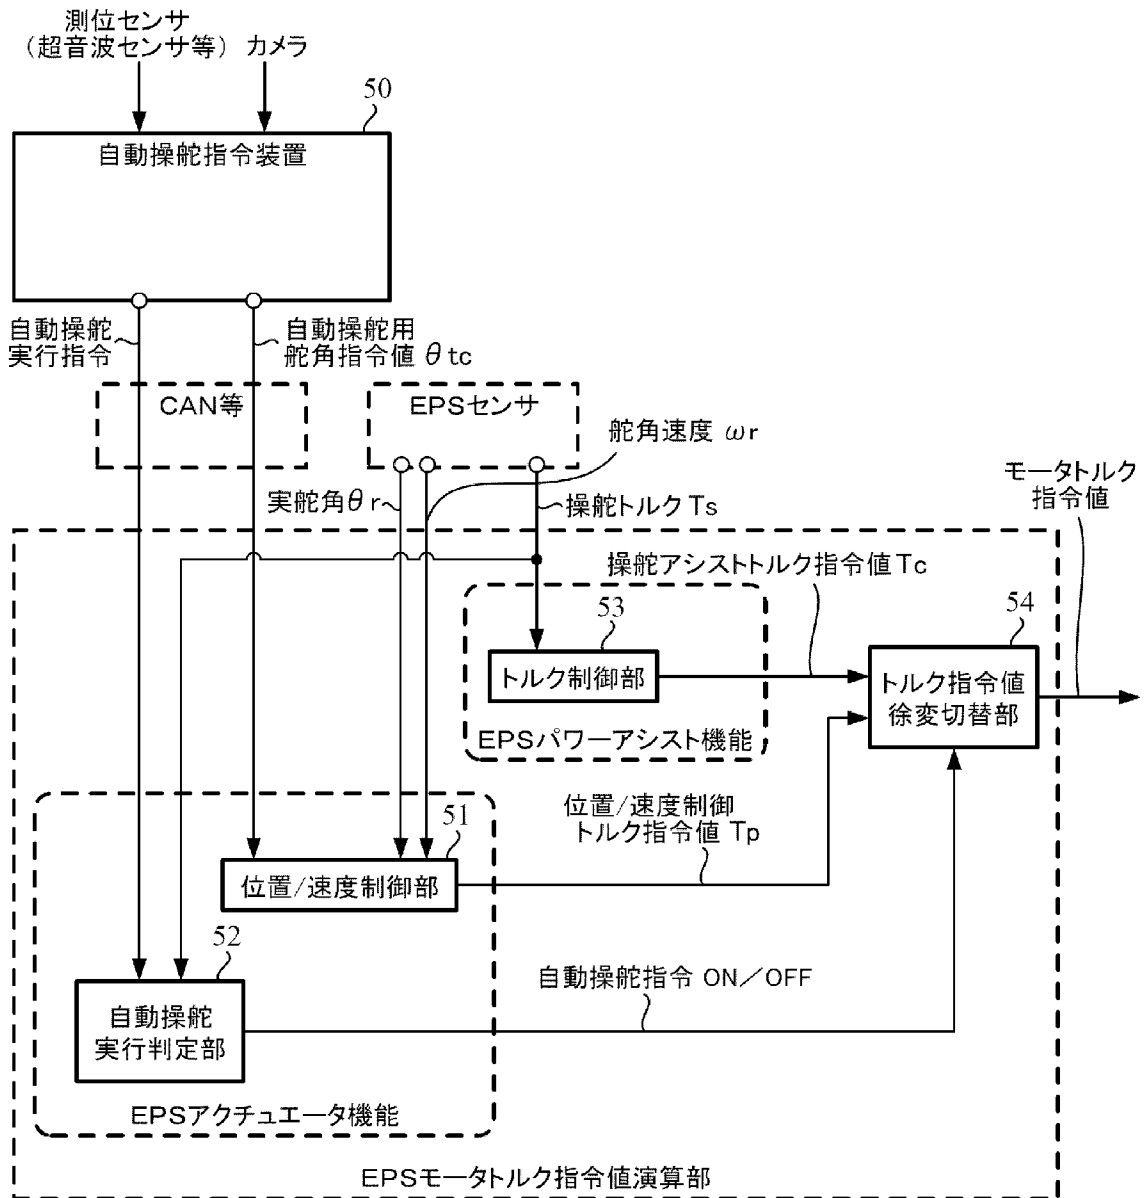 測位センサ
（超音波センサ等）
カメラ
50
自動操舵指令装置
自動操舵
実行指令
自動操舵用
舵角指令値 θtc
CAN等
EPSセンサ
舵角速度 ωr
実舵角θr
操舵トルクTs
モータトルク
指令値
操舵アシストトルク指令値Tc
53
54
トルク制御部
トルク指令値
徐変切替部
EPSパワーアシスト機能
位置/速度制御
トルク指令値 Tp
51
位置/速度制御部
52
自動操舵指令 ON／OFF
自動操舵
実行判定部
EPSアクチュエータ機能
EPSモータトルク指令値演算部